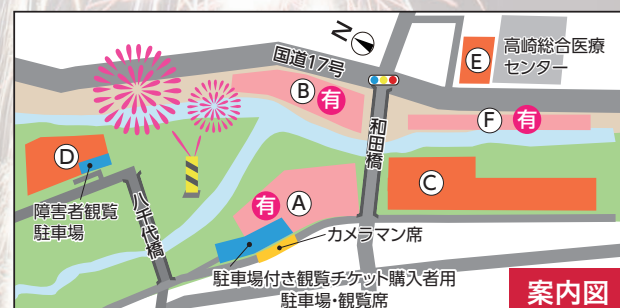 N
国道17号
高崎総合医療
センター
E
B
有
F
有
和田橋
D
C
有
A
障害者観覧
駐車場
八千代橋
カメラマン席
駐車場付き観覧チケット購入者用
駐車場・観覧席
案内図